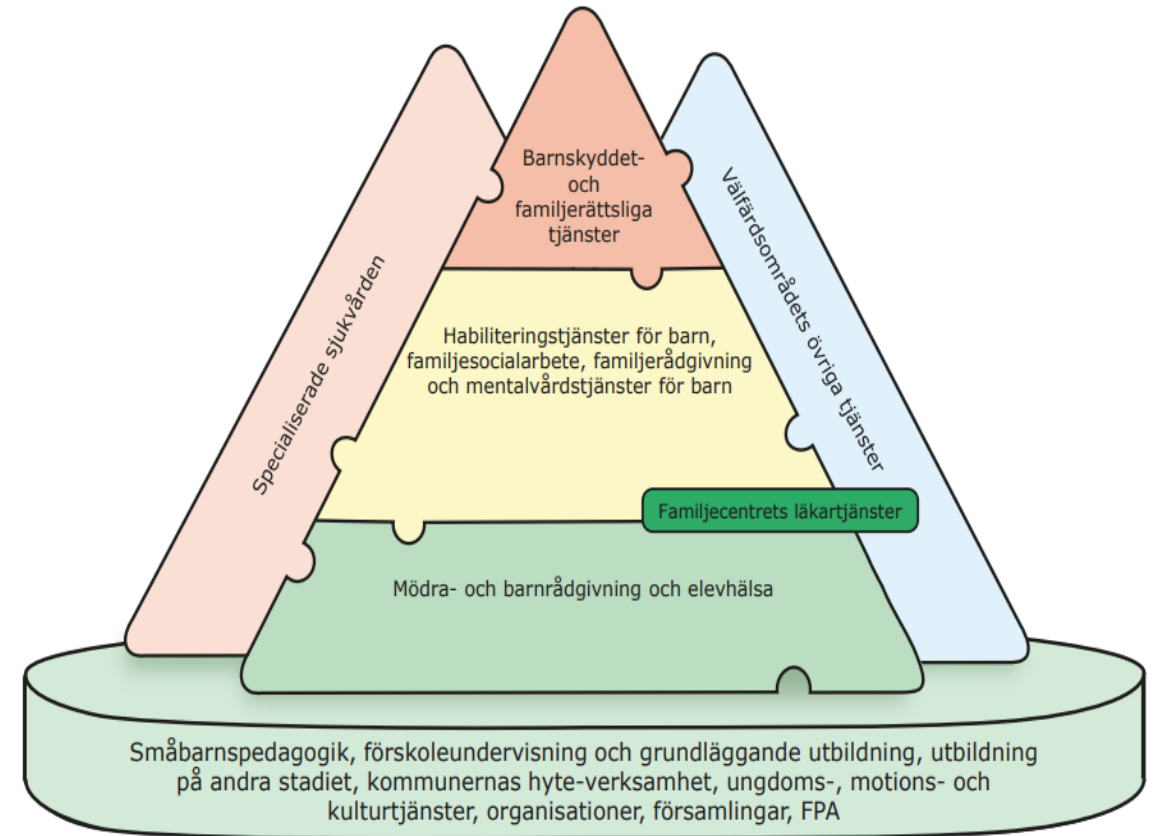 Barnskyddet-
och
familjerättsliga
tjänster
Specialiserade sjukvården
Välfärdsområdets övriga tjänster
Habiliteringstjänster för barn,
familjesocialarbete, familjerådgivning
och mentalvårdstjänster för barn
Familjecentrets läkartjänster
Mödra- och barnrådgivning och elevhälsa
Småbarnspedagogik, förskoleundervisning och grundläggande utbildning, utbildning
på andra stadiet, kommunernas hyte-verksamhet, ungdoms-, motions- och
kulturtjänster, organisationer, församlingar, FPA